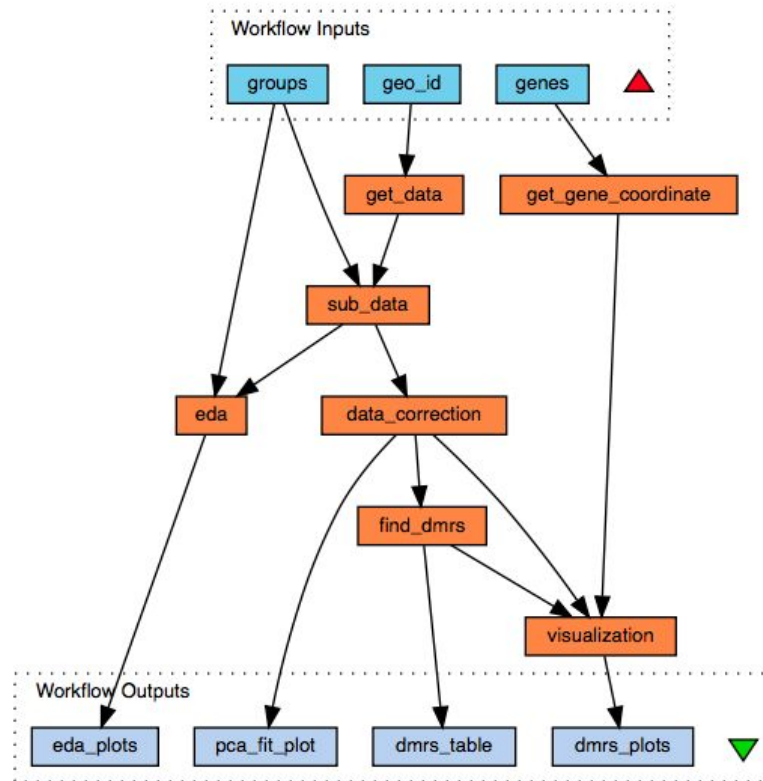 Workflow Inputs
groups
geo_id
genes
get_data
get_gene_coordinate
sub_data
eda
data_correction
find_dmrs
visualization
Workflow Outputs
eda_plots
pca_fit_plot
dmrs_table
dmrs_plots